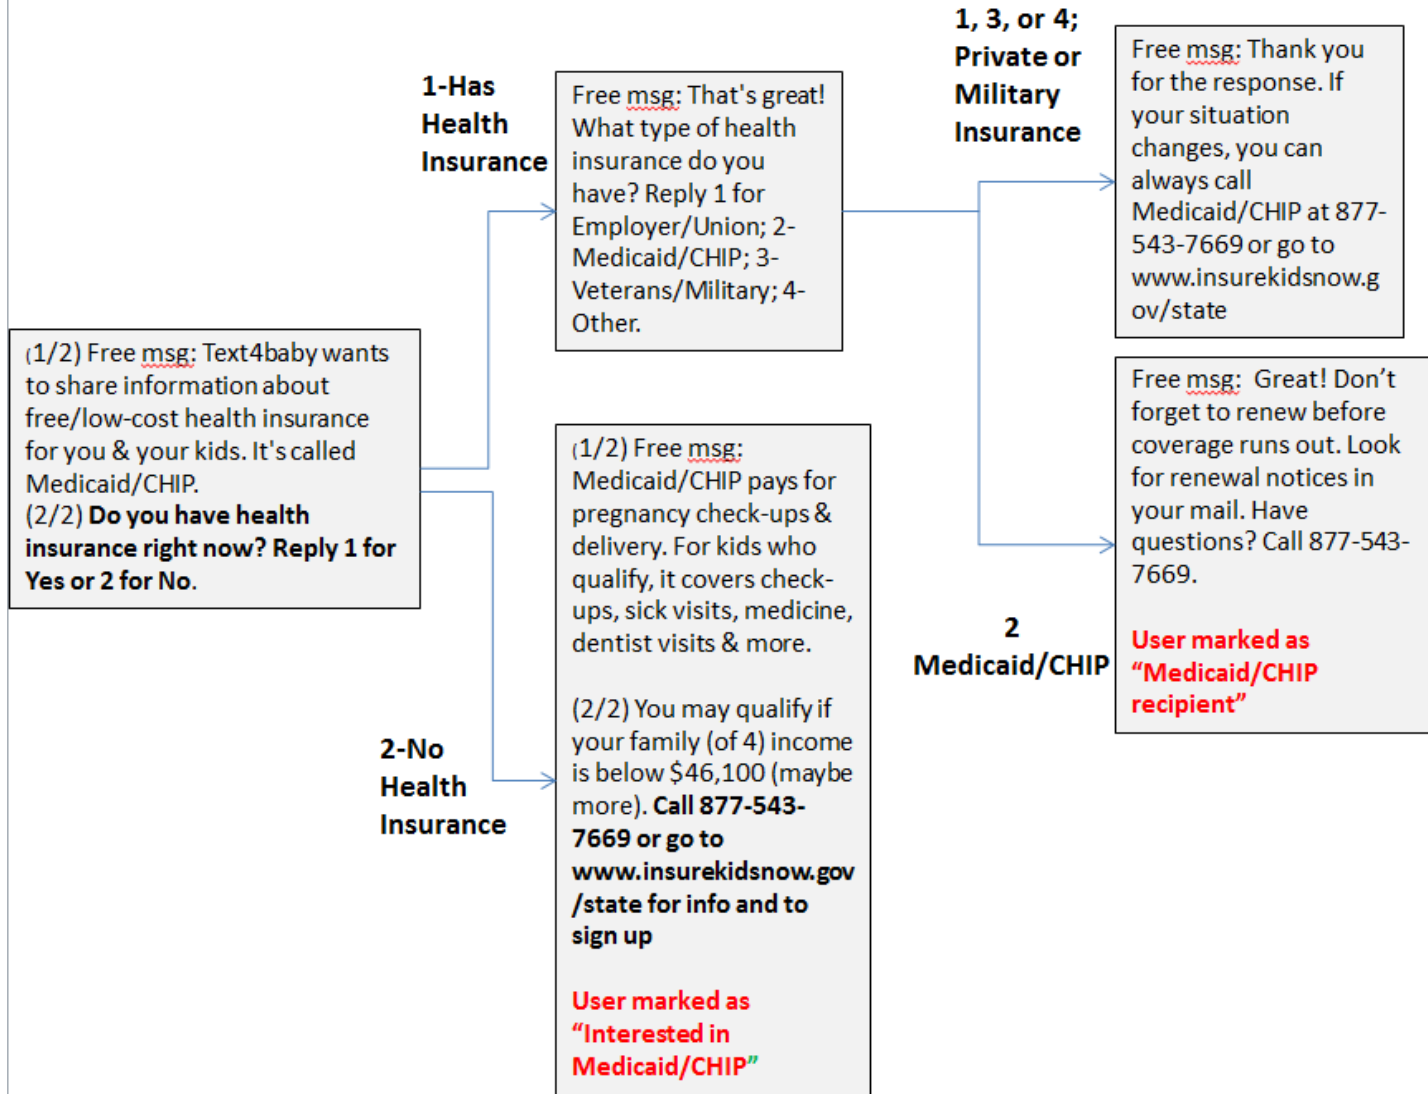 (1/2) Free msg: Text4baby wants
to share information about
free/low-cost health insurance
for you & your kids. It's called
Medicaid/CHIP.
(2/2) Do you have health
insurance right now? Reply 1 for
Yes or 2 for No.
1-Has
Health
Insurance
Free msg: That's great!
What type of health
insurance do you
have? Reply 1 for
Employer/Union; 2-
Medicaid/CHIP; 3-
Veterans/Military; 4-
Other.
2-No
Health
Insurance
(1/2) Free msg:
Medicaid/CHIP pays for
pregnancy check-ups &
delivery. For kids who
qualify, it covers check-
ups, sick visits, medicine,
dentist visits & more.
(2/2) You may qualify if
your family (of 4) income
is below $46,100 (maybe
more). Call 877-543-
7669 or go to
www.insurekidsnow.gov
/state for info and to
sign up
User marked as
“Interested in
Medicaid/CHIP”
1, 3, or 4;
Private or
Military
Insurance
Free msg: Thank you
for the response. If
your situation
changes, you can
always call
Medicaid/CHIP at 877-
543-7669 or go to
www.insurekidsnow.g
ov/state
2
Medicaid/CHIP
Free msg:  Great! Don’t
forget to renew before
coverage runs out. Look
for renewal notices in
your mail. Have
questions? Call 877-543-
7669.
User marked as
“Medicaid/CHIP
recipient”